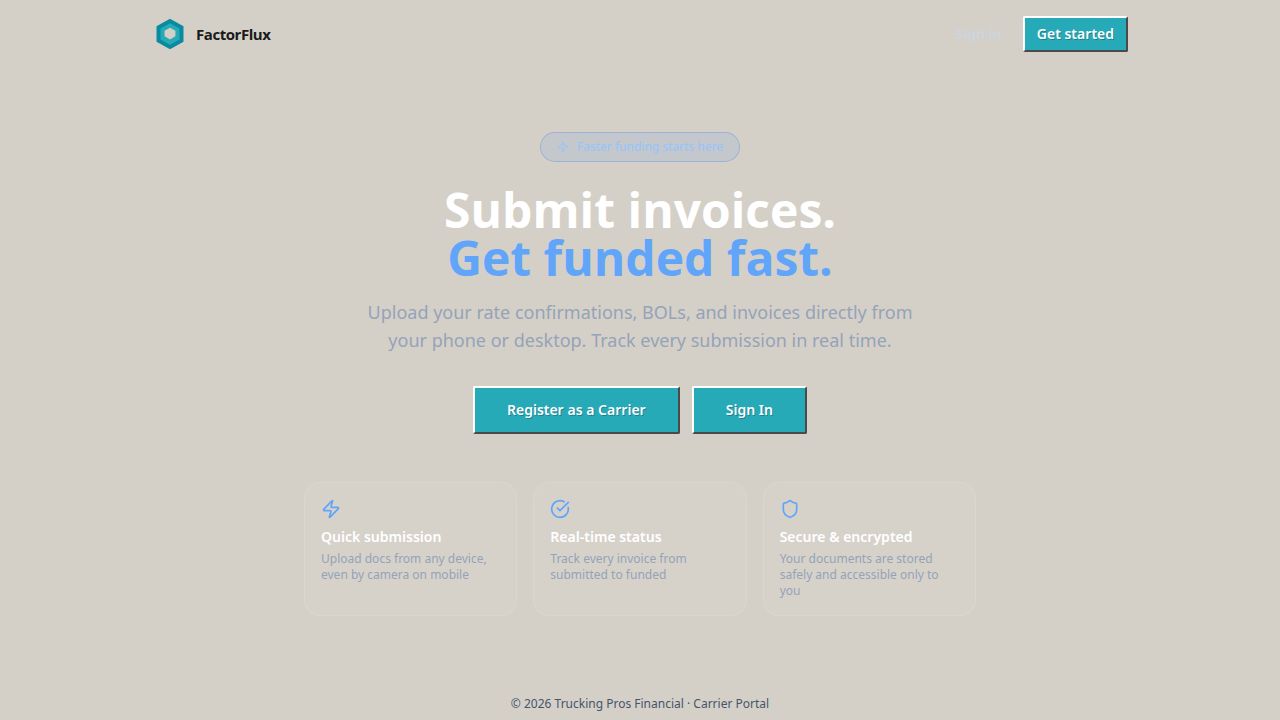 FactorFlux
Sign in
Get started
Faster funding starts here
Submit invoices.
Get funded fast.
Upload your rate confirmations, BOLs, and invoices directly from
your phone or desktop. Track every submission in real time.
Register as a Carrier
Sign In
Quick submission
Upload docs from any device,
even by camera on mobile
Real-time status
Track every invoice from
submitted to funded
Secure & encrypted
Your documents are stored
safely and accessible only to
you
© 2026 Trucking Pros Financial · Carrier Portal